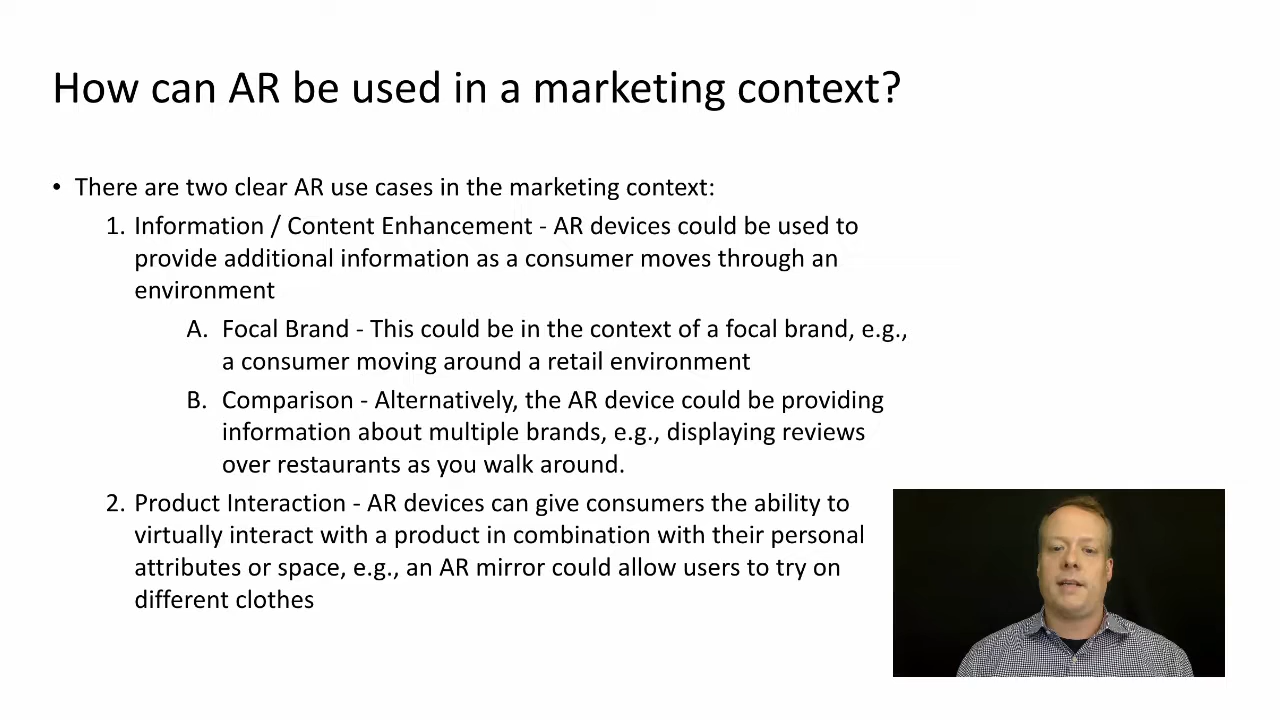 How can AR be used in a marketing context?
• There are two clear AR use cases in the marketing context:
1. Information / Content Enhancement - AR devices could be used to
provide additional information as a consumer moves through an
environment
A. Focal Brand - This could be in the context of a focal brand, e.g.,
a consumer moving around a retail environment
B. Comparison - Alternatively, the AR device could be providing
information about multiple brands, e.g., displaying reviews
over restaurants as you walk around.
2. Product Interaction - AR devices can give consumers the ability to
virtually interact with a product in combination with their personal
attributes or space, e.g., an AR mirror could allow users to try on
different clothes